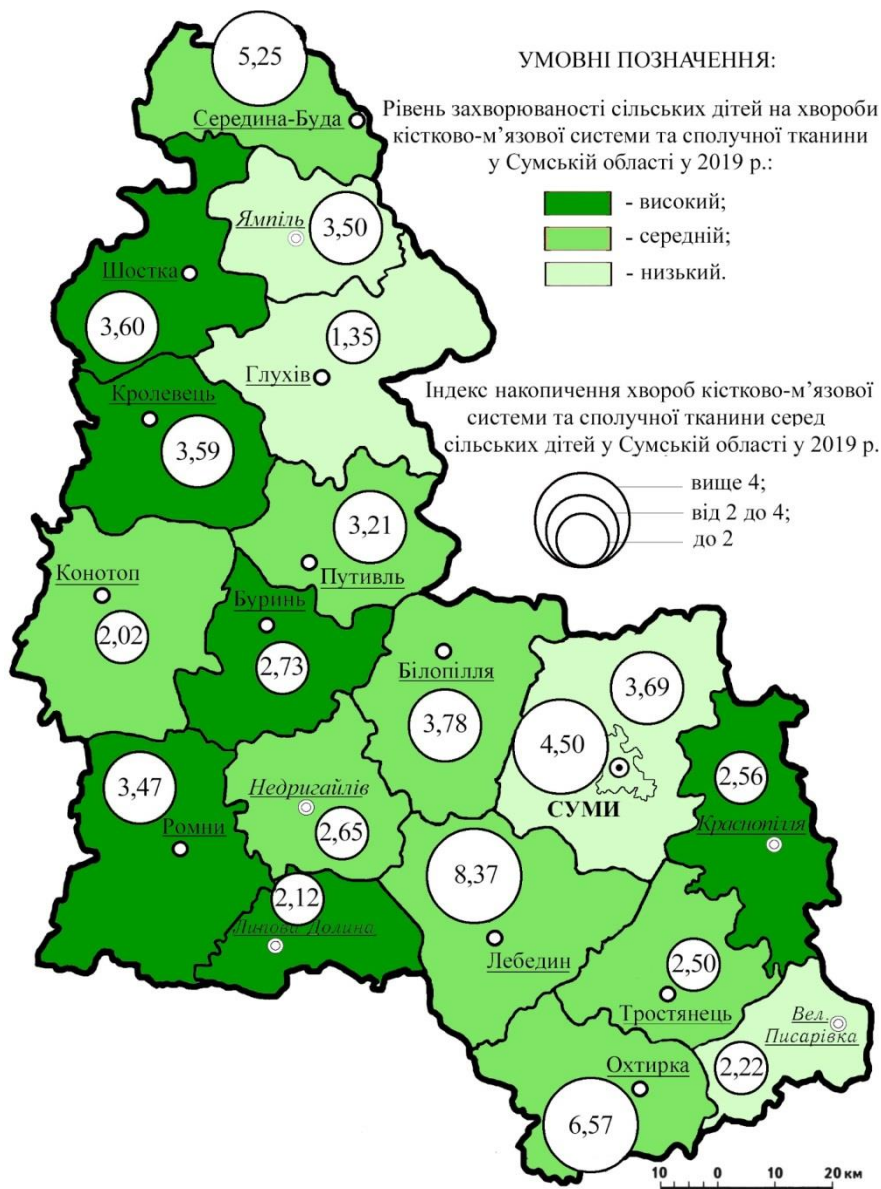 5,25
Середина-Буда
УМОВНІ ПОЗНАЧЕННЯ:
Рівень захворюваності сільських дітей на хвороби
кістково-м’язової системи та сполучної тканини
у Сумській області у 2019 р.:
- високий;
- середній;
- низький.
Ямпіль
3,50
Шостка
3,60
1,35
Глухів
Кролевець
3,59
Індекс накопичення хвороб кістково-м’язової
системи та сполучної тканини серед
сільських дітей у Сумській області у 2019 р.
вище 4;
від 2 до 4;
до 2
3,21
Путивль
Конотоп
2,02
Буринь
2,73
Білопілля
3,78
3,69
4,50
СУМИ
2,56
Краснопілля
3,47
Ромни
Недригайлів
2,65
2,12
Липова Долина
8,37
Лебедин
2,50
Тростянець
Вел.
Писарівка
2,22
Охтирка
6,57
10 0 10 20 км